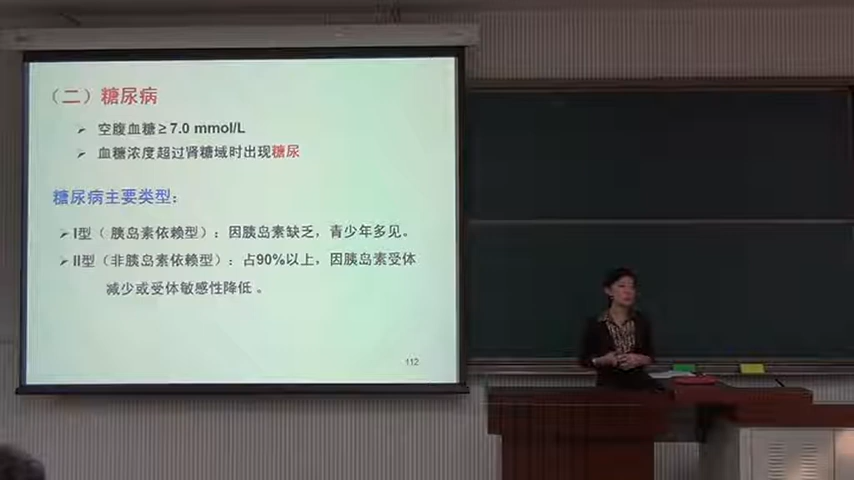 （二）糖尿病
➢ 空腹血糖≥7.0 mmol/L
➢ 血糖浓度超过肾糖域时出现糖尿
糖尿病主要类型：
➢I型（ 胰岛素依赖型）：因胰岛素缺乏，青少年多见。
➢II型（非胰岛素依赖型）：占90%以上，因胰岛素受体
减少或受体敏感性降低 。
112